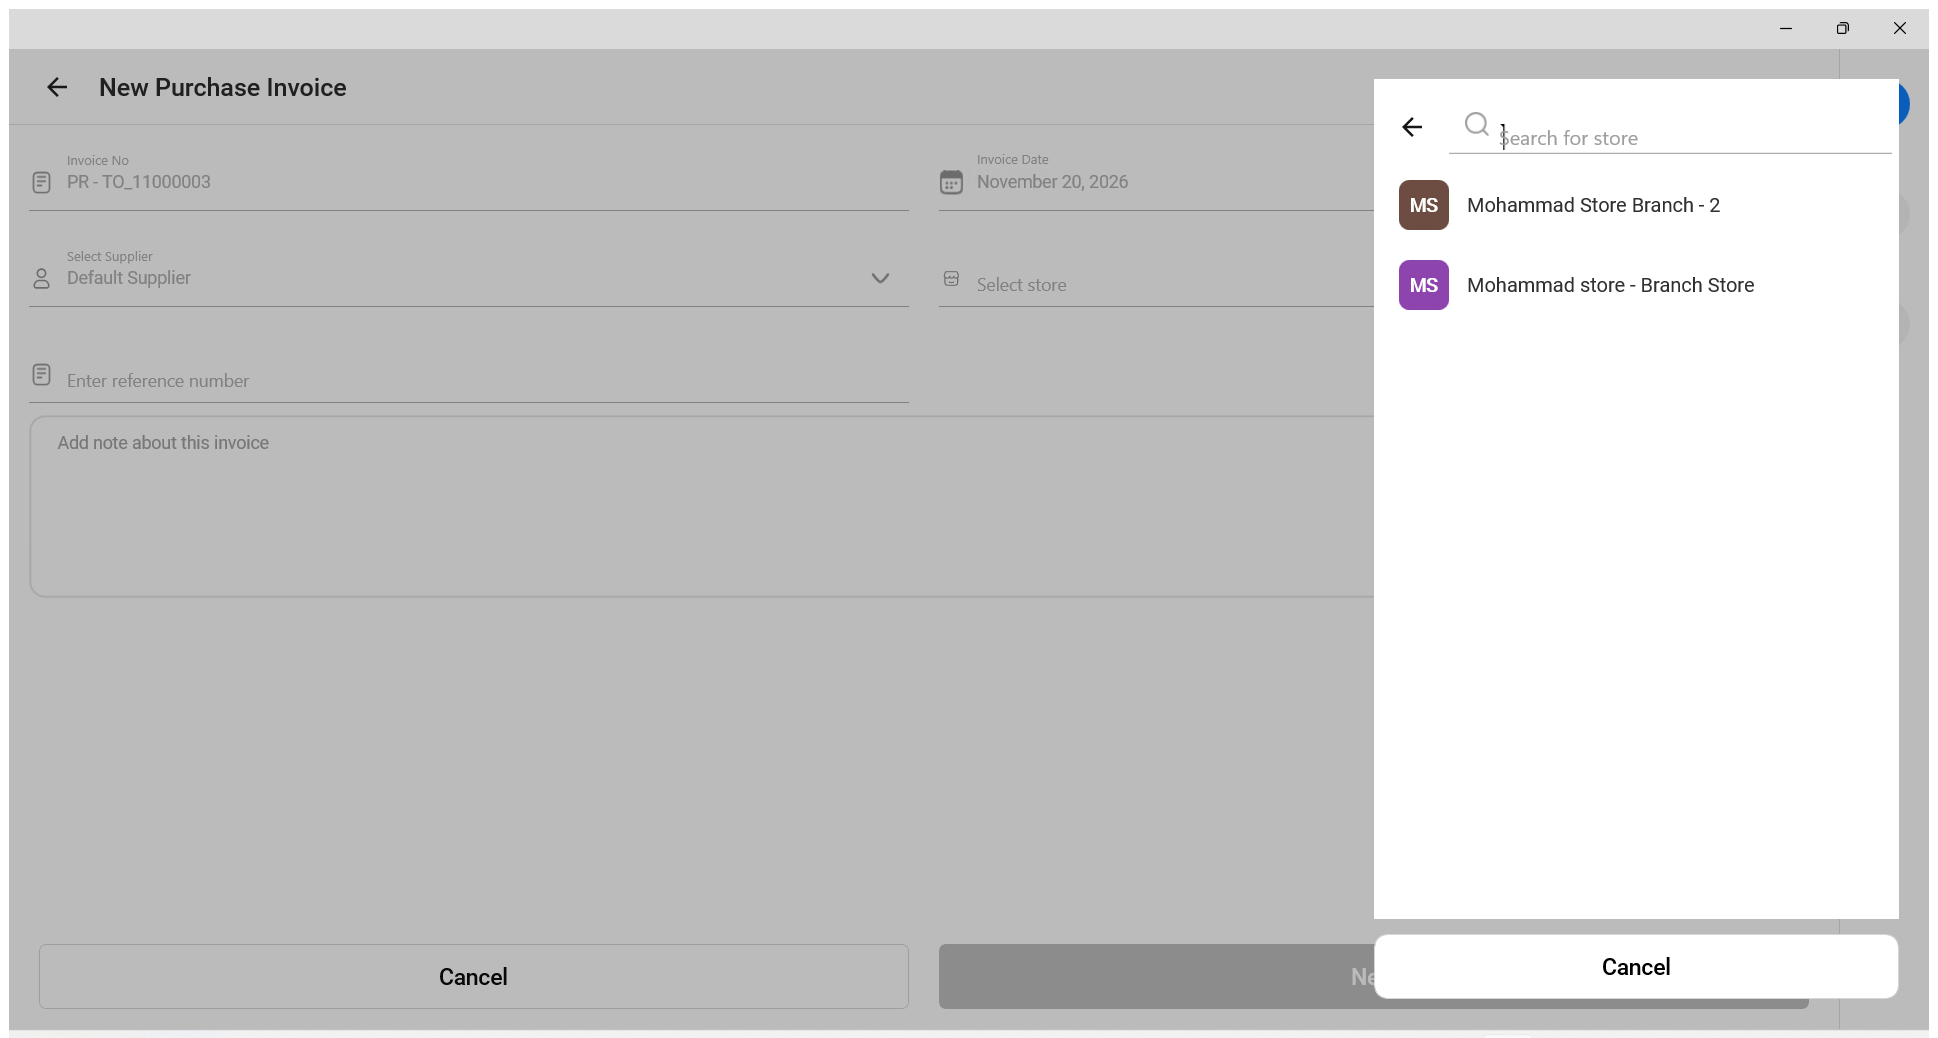 New Purchase Invoice
Invoice No
PR - TO_11000003
Invoice Date
November 20, 2026
Select Supplier
Default Supplier
Select store
Enter reference number
Add note about this invoice
Cancel
Search for store
MS
Mohammad Store Branch - 2
MS
Mohammad store - Branch Store
Cancel